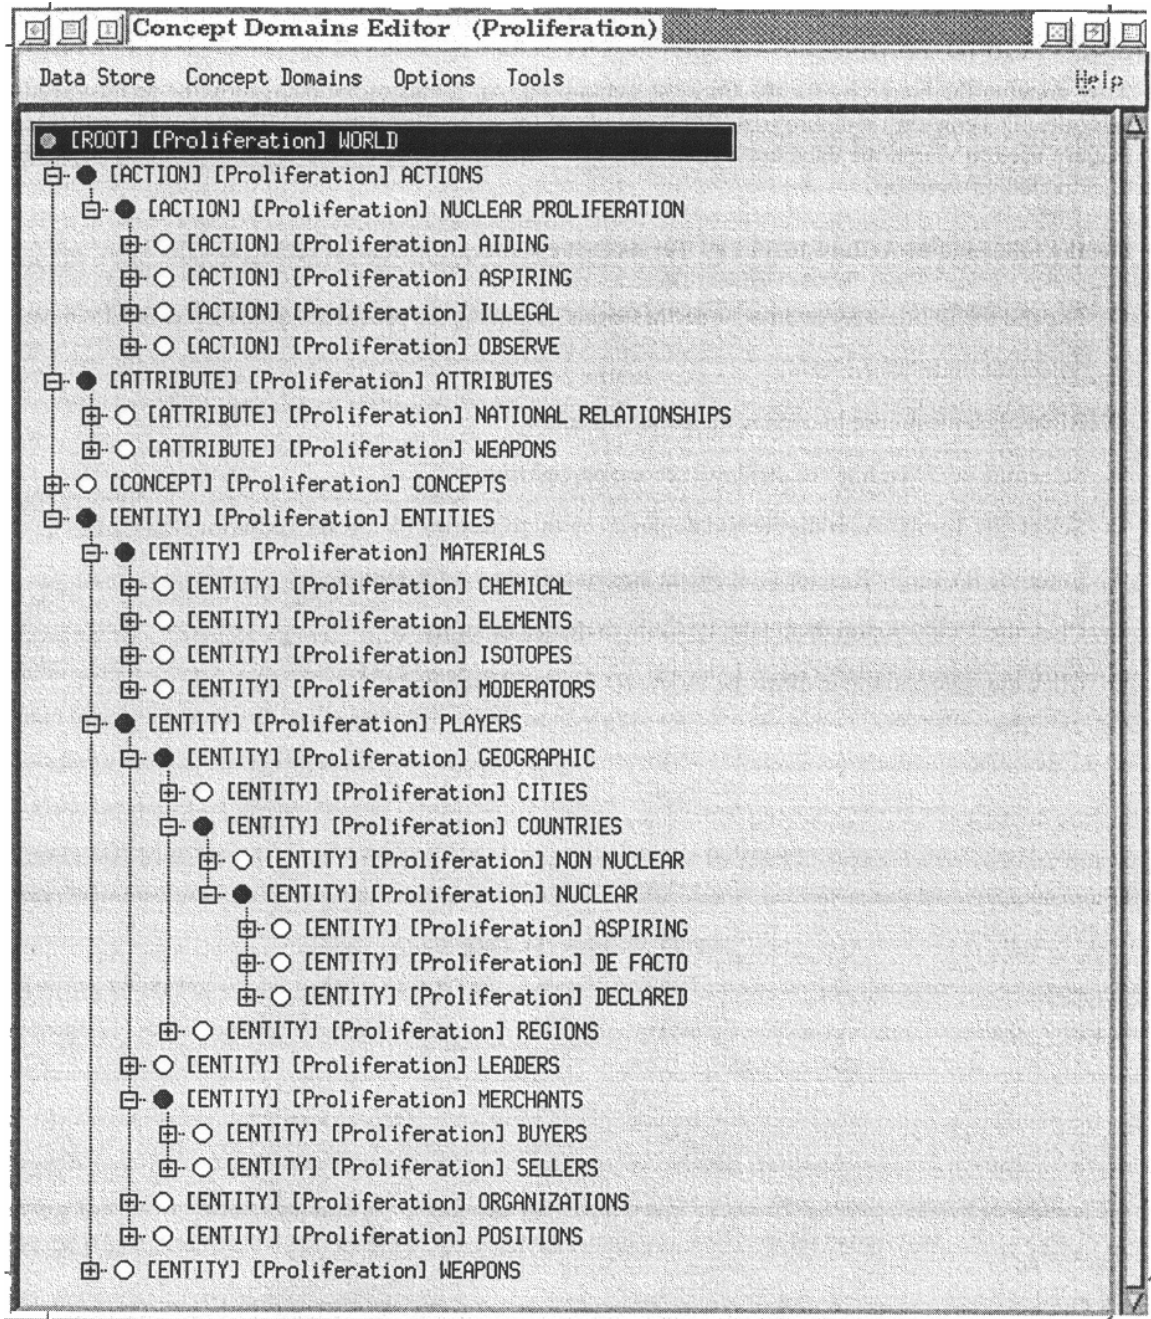 Concept Domains Editor (Proliferation)
Data Store Concept Domains Options Tools Help
[ROOT] [Proliferation] WORLD
[ACTION] [Proliferation] ACTIONS
[ACTION] [Proliferation] NUCLEAR PROLIFERATION
[ACTION] [Proliferation] AIDING
[ACTION] [Proliferation] ASPIRING
[ACTION] [Proliferation] ILLEGAL
[ACTION] [Proliferation] OBSERVE
[ATTRIBUTE] [Proliferation] ATTRIBUTES
[ATTRIBUTE] [Proliferation] NATIONAL RELATIONSHIPS
[ATTRIBUTE] [Proliferation] WEAPONS
[CONCEPT] [Proliferation] CONCEPTS
[ENTITY] [Proliferation] ENTITIES
[ENTITY] [Proliferation] MATERIALS
[ENTITY] [Proliferation] CHEMICAL
[ENTITY] [Proliferation] ELEMENTS
[ENTITY] [Proliferation] ISOTOPES
[ENTITY] [Proliferation] MODERATORS
[ENTITY] [Proliferation] PLAYERS
[ENTITY] [Proliferation] GEOGRAPHIC
[ENTITY] [Proliferation] CITIES
[ENTITY] [Proliferation] COUNTRIES
[ENTITY] [Proliferation] NON NUCLEAR
[ENTITY] [Proliferation] NUCLEAR
[ENTITY] [Proliferation] ASPIRING
[ENTITY] [Proliferation] DE FACTO
[ENTITY] [Proliferation] DECLARED
[ENTITY] [Proliferation] REGIONS
[ENTITY] [Proliferation] LEADERS
[ENTITY] [Proliferation] MERCHANTS
[ENTITY] [Proliferation] BUYERS
[ENTITY] [Proliferation] SELLERS
[ENTITY] [Proliferation] ORGANIZATIONS
[ENTITY] [Proliferation] POSITIONS
[ENTITY] [Proliferation] WEAPONS